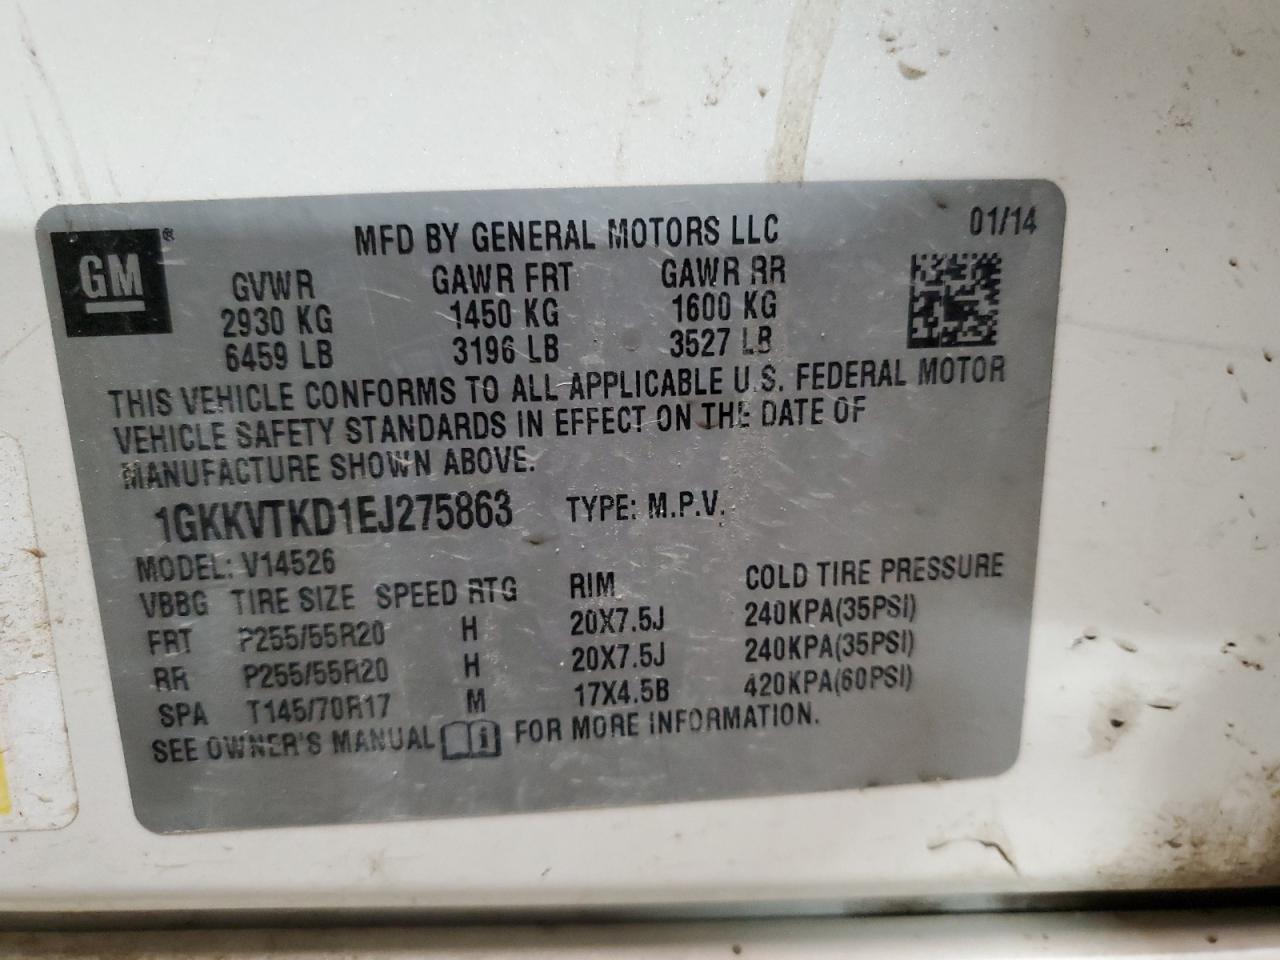 GM ® MFD BY GENERAL MOTORS LLC 01/14
GVWR GAWR FRT GAWR RR
2930 KG 1450 KG 1600 KG
6459 LB 3196 LB 3527 LB
THIS VEHICLE CONFORMS TO ALL APPLICABLE U.S. FEDERAL MOTOR
VEHICLE SAFETY STANDARDS IN EFFECT ON THE DATE OF
MANUFACTURE SHOWN ABOVE.
1GKKVTKD1EJ275863 TYPE: M.P.V.
MODEL: V14526
VBBG TIRE SIZE SPEED RTG RIM COLD TIRE PRESSURE
FRT P255/55R20 H 20X7.5J 240KPA(35PSI)
RR P255/55R20 H 20X7.5J 240KPA(35PSI)
SPA T145/70R17 M 17X4.5B 420KPA(60PSI)
SEE OWNER'S MANUAL i FOR MORE INFORMATION.